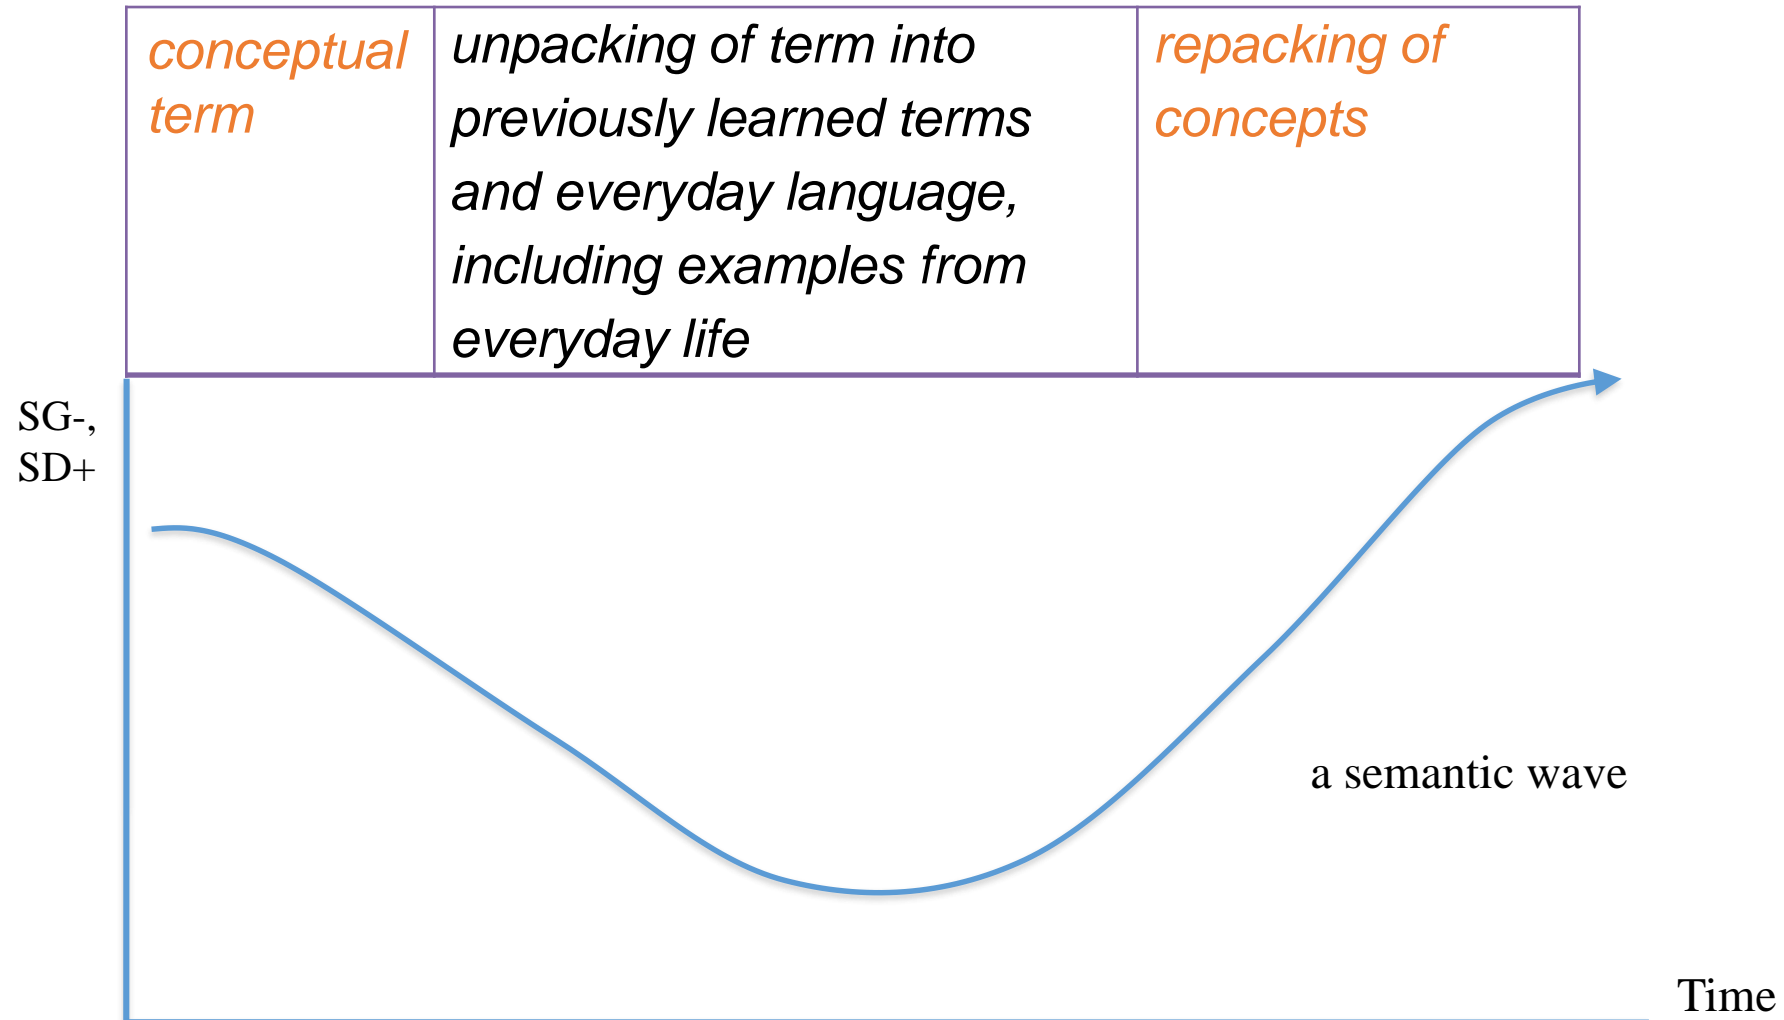 conceptual
term
unpacking of term into
previously learned terms
and everyday language,
including examples from
everyday life
repacking of
concepts
SG-,
SD+
a semantic wave
Time